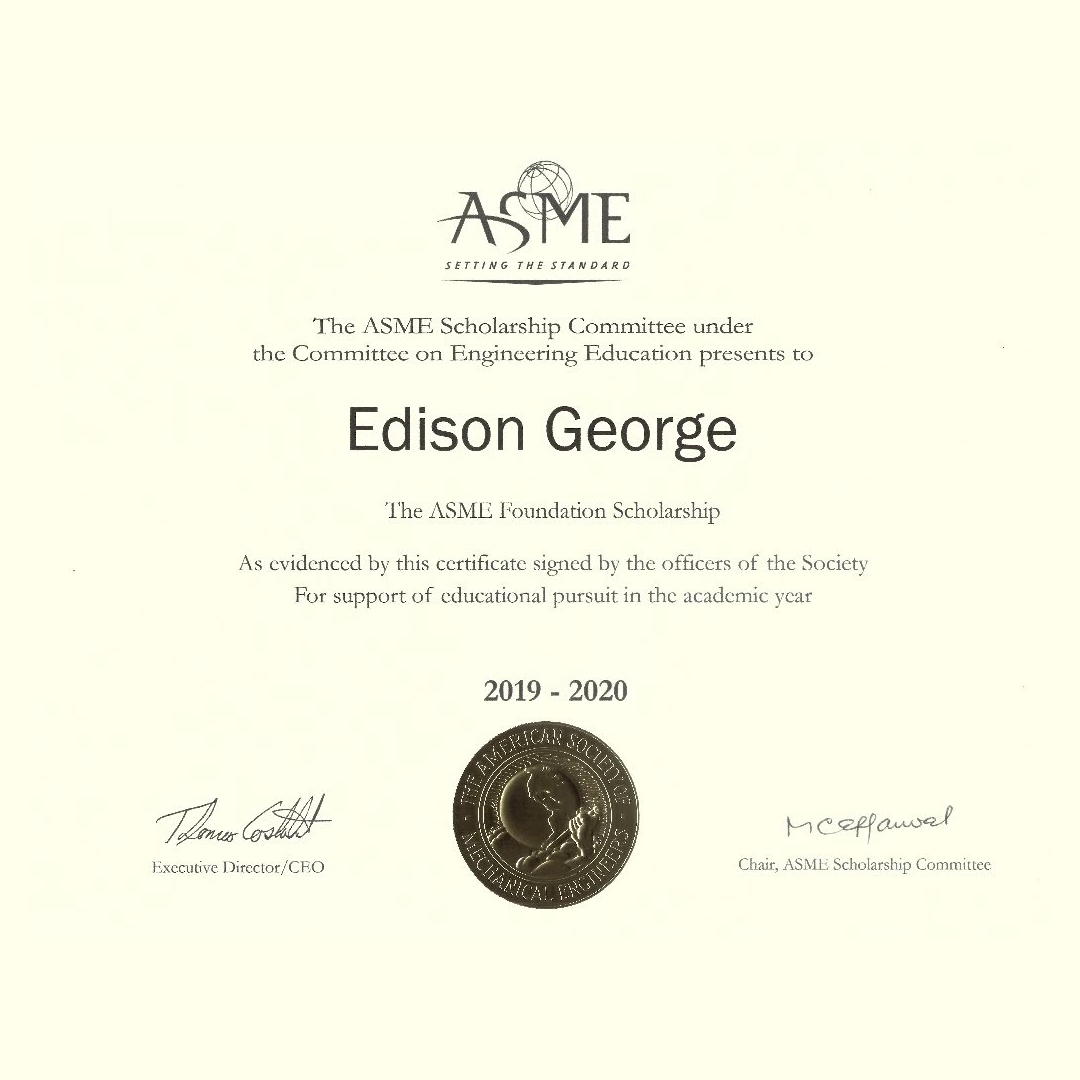 ASME
SETTING THE STANDARD
The ASME Scholarship Committee under
the Committee on Engineering Education presents to
Edison George
The ASME Foundation Scholarship
As evidenced by this certificate signed by the officers of the Society
For support of educational pursuit in the academic year
2019 - 2020
THE AMERICAN SOCIETY OF
MECHANICAL ENGINEERS
Executive Director/CEO
Chair, ASME Scholarship Committee